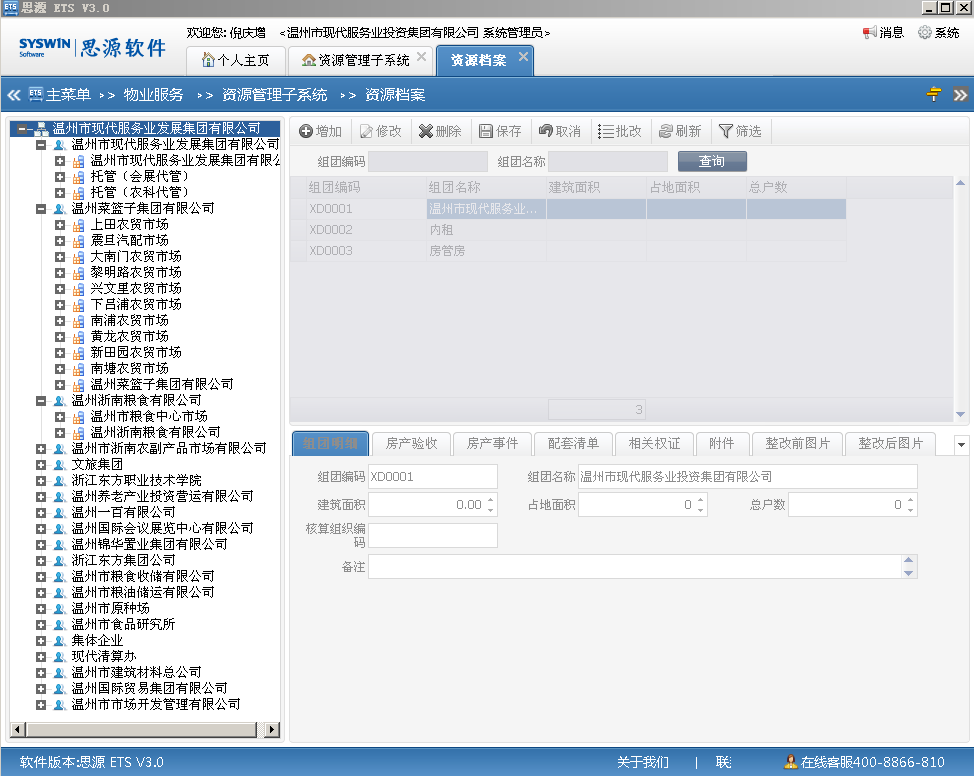 ETS 思源 ETS V3.0
SYSWIN Software 思源软件
欢迎您: 倪庆增 <温州市现代服务业投资集团有限公司 系统管理员>
消息 系统
个人主页 资源管理子系统 资源档案
ETS 主菜单 >> 物业服务 >> 资源管理子系统 >> 资源档案
温州市现代服务业发展集团有限公司
温州市现代服务业发展集团有限公司
温州市现代服务业发展集团有限公
托管（会展代管）
托管（农科代管）
温州菜篮子集团有限公司
上田农贸市场
震旦汽配市场
大南门农贸市场
黎明路农贸市场
兴文里农贸市场
下吕浦农贸市场
南浦农贸市场
黄龙农贸市场
新田园农贸市场
南塘农贸市场
温州菜篮子集团有限公司
温州浙南粮食有限公司
温州市粮食中心市场
温州浙南粮食有限公司
温州市浙南农副产品市场有限公司
文旅集团
浙江东方职业技术学院
温州养老产业投资营运有限公司
温州一百有限公司
温州国际会议展览中心有限公司
温州锦华置业集团有限公司
浙江东方集团公司
温州市粮食收储有限公司
温州市粮油储运有限公司
温州市原种场
温州市食品研究所
集体企业
现代清算办
温州市建筑材料总公司
温州国际贸易集团有限公司
温州市市场开发管理有限公司
增加 修改 删除 保存 取消 批改 刷新 筛选
组团编码 组团名称 查询
组团编码 组团名称 建筑面积 占地面积 总户数
XD0001 温州市现代服务业...
XD0002 内租
XD0003 房管房
3
组团明细 房产验收 房产事件 配套清单 相关权证 附件 整改前图片 整改后图片
组团编码 XD0001 组团名称 温州市现代服务业投资集团有限公司
建筑面积 0.00 占地面积 0 总户数 0
核算组织编
码
备注
软件版本:思源 ETS V3.0 关于我们 | 联 在线客服400-8866-810